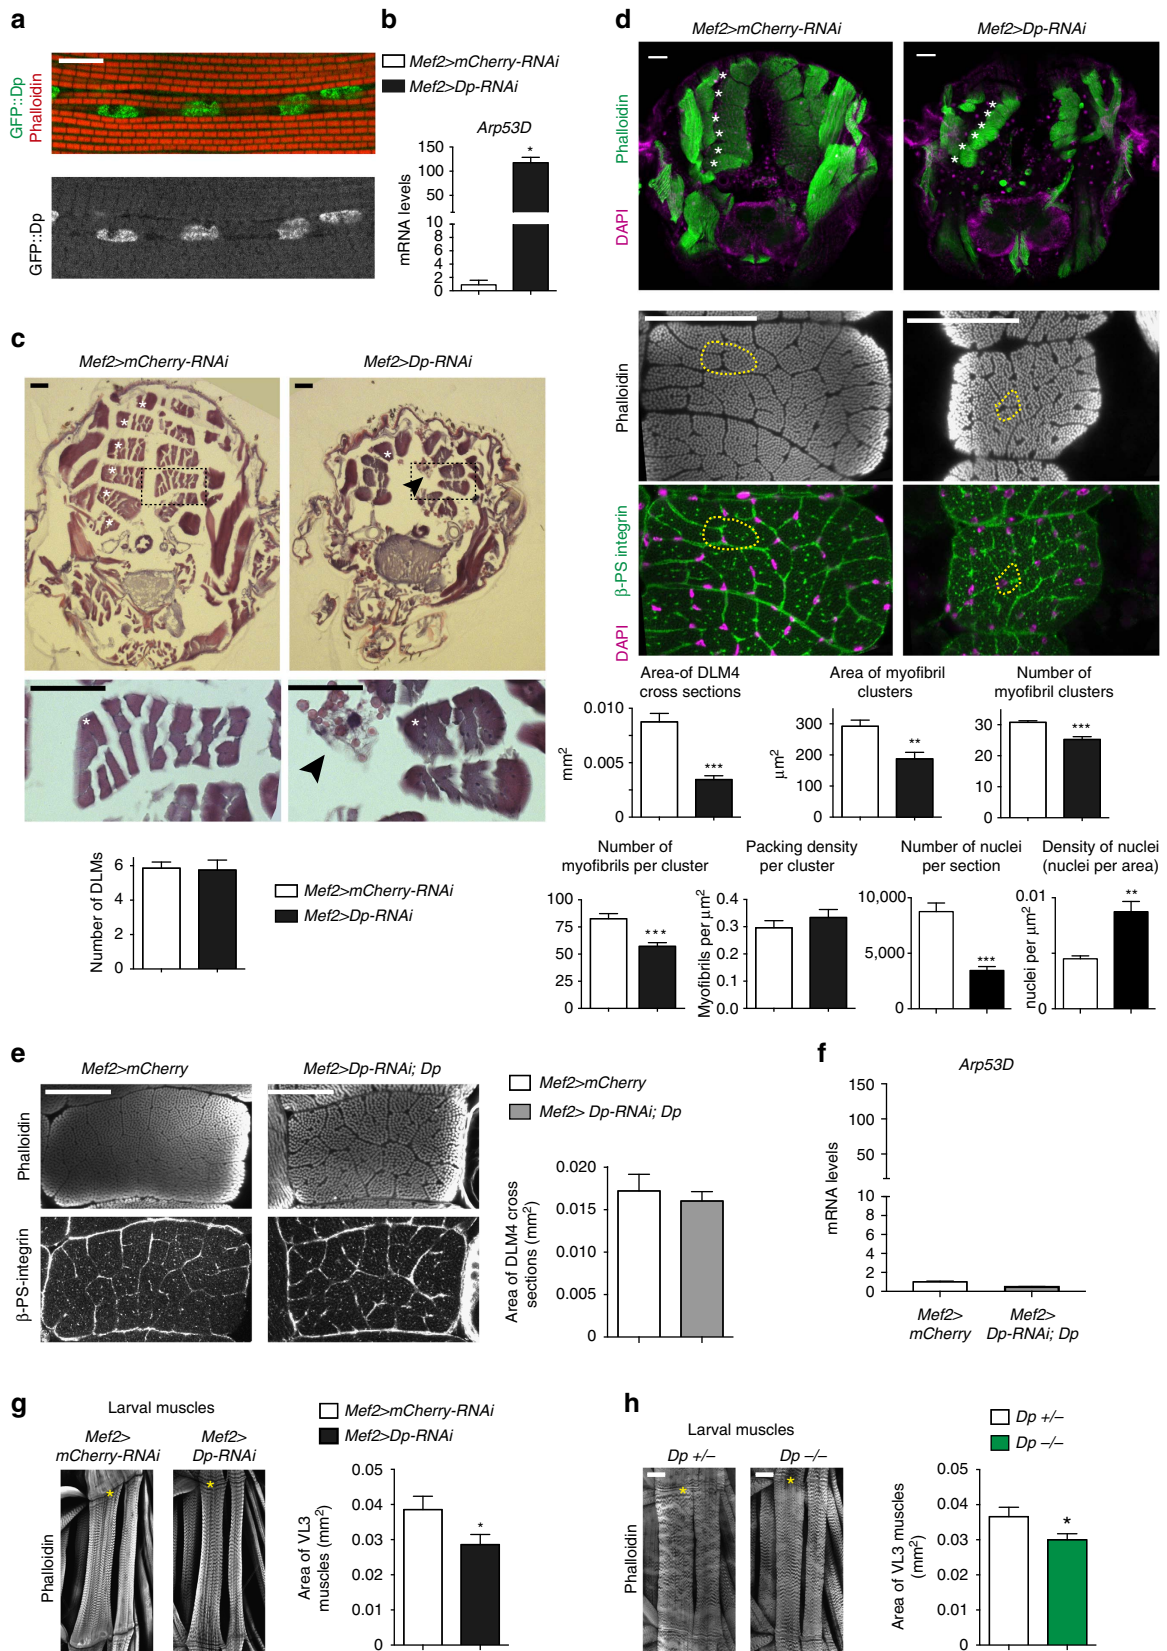 a
GFP::Dp
Phalloidin
GFP::Dp
b
Mef2>mCherry-RNAi
Mef2>Dp-RNAi
Arp53D
mRNA levels
150
100
50
10
8
6
4
2
0
*
c
Mef2>mCherry-RNAi
Mef2>Dp-RNAi
* * * * *
*
*
*
Number of DLMs
6
4
2
0
Mef2>mCherry-RNAi
Mef2>Dp-RNAi
d
Mef2>mCherry-RNAi
Mef2>Dp-RNAi
Phalloidin
DAPI
* * * * * *
* * * * *
Phalloidin
β-PS integrin
DAPI
Area-of DLM4
cross sections
mm2
0.010
0.005
0
***
Area of myofibril
clusters
μm2
300
200
100
0
**
Number of
myofibril clusters
30
20
10
0
***
Number of
myofibrils per cluster
100
75
50
25
0
***
Packing density
per cluster
Myofibrils per μm2
0.4
0.3
0.2
0.1
0.0
Number of nuclei
per section
10,000
5,000
0
***
Density of nuclei
(nuclei per area)
nuclei per μm2
0.01
0
**
e
Mef2>mCherry
Mef2>Dp-RNAi; Dp
Phalloidin
β-PS-integrin
Mef2>mCherry
Mef2> Dp-RNAi; Dp
Area of DLM4 cross
sections (mm2)
0.020
0.015
0.010
0.005
0
f
Arp53D
mRNA levels
150
100
50
10
8
6
4
2
0
Mef2>
mCherry
Mef2>
Dp-RNAi; Dp
g
Larval muscles
Mef2>
mCherry-RNAi
Mef2>
Dp-RNAi
Phalloidin
*
*
Mef2>mCherry-RNAi
Mef2>Dp-RNAi
Area of VL3
muscles (mm2)
0.05
0.04
0.03
0.02
0.01
0
*
h
Larval muscles
Dp +/–
Dp –/–
Phalloidin
*
*
Dp +/–
Dp –/–
Area of VL3 muscles
(mm2)
0.05
0.04
0.03
0.02
0.01
0
*